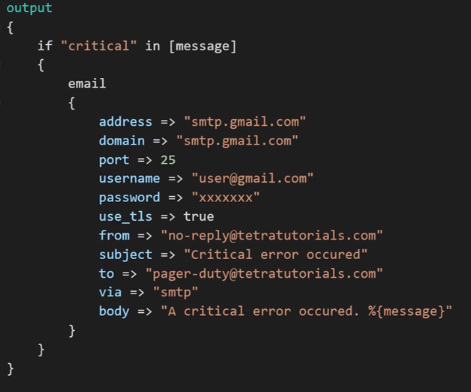 output
{
if "critical" in [message]
{
email
{
address => "smtp.gmail.com"
domain => "smtp.gmail.com"
port => 25
username => "user@gmail.com"
password => "xxxxxxx"
use_tls => true
from => "no-reply@tetratutorials.com"
subject => "Critical error occured"
to => "pager-duty@tetratutorials.com"
via => "smtp"
body => "A critical error occured. %{message}"
}
}
}